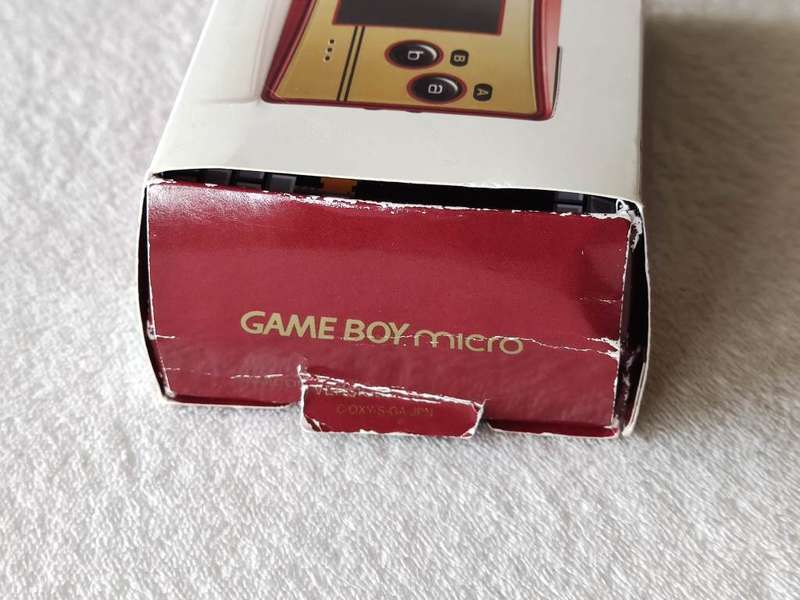 b B
a A
GAME BOY micro
C/OXY-S-GA-JPN